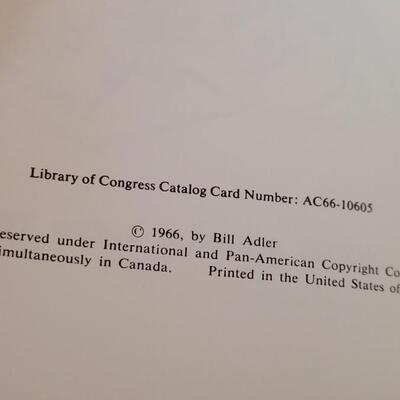 Library of Congress Catalog Card Number: AC66-10605
© 1966, by Bill Adler
eserved under International and Pan-American Copyright Co
imultaneously in Canada. Printed in the United States of